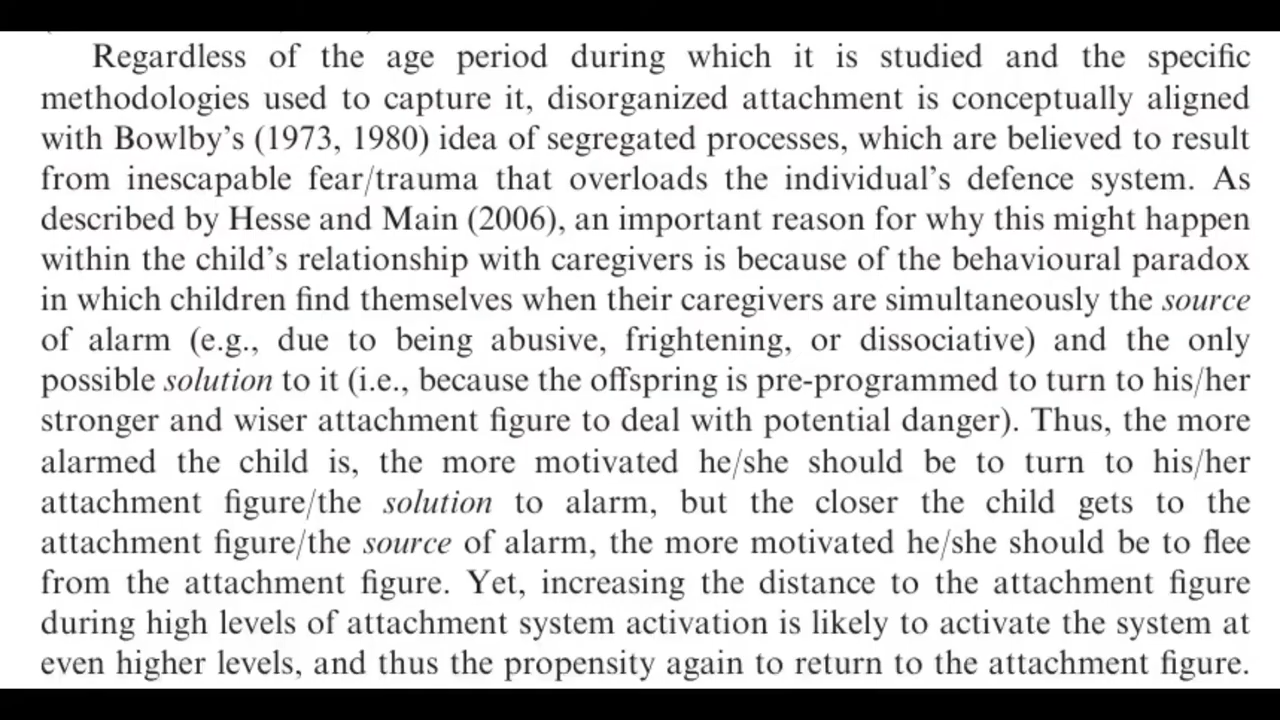 Regardless of the age period during which it is studied and the specific
methodologies used to capture it, disorganized attachment is conceptually aligned
with Bowlby's (1973, 1980) idea of segregated processes, which are believed to result
from inescapable fear/trauma that overloads the individual's defence system. As
described by Hesse and Main (2006), an important reason for why this might happen
within the child's relationship with caregivers is because of the behavioural paradox
in which children find themselves when their caregivers are simultaneously the source
of alarm (e.g., due to being abusive, frightening, or dissociative) and the only
possible solution to it (i.e., because the offspring is pre-programmed to turn to his/her
stronger and wiser attachment figure to deal with potential danger). Thus, the more
alarmed the child is, the more motivated he/she should be to turn to his/her
attachment figure/the solution to alarm, but the closer the child gets to the
attachment figure/the source of alarm, the more motivated he/she should be to flee
from the attachment figure. Yet, increasing the distance to the attachment figure
during high levels of attachment system activation is likely to activate the system at
even higher levels, and thus the propensity again to return to the attachment figure.